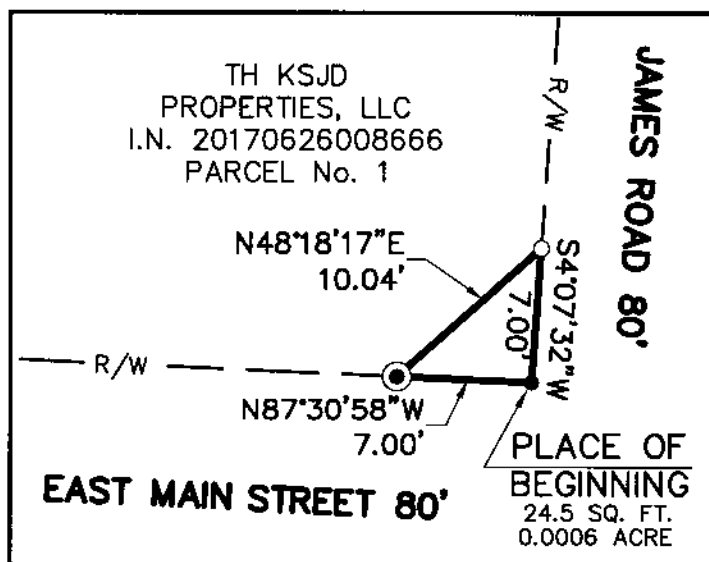 TH KSJD
PROPERTIES, LLC
I.N. 20170626008666
PARCEL No. 1
R/W
JAMES ROAD 80'
N48°18'17"E
10.04'
S4°07'32"W
7.00'
R/W
N87°30'58"W
7.00'
PLACE OF
BEGINNING
24.5 SQ. FT.
0.0006 ACRE
EAST MAIN STREET 80'